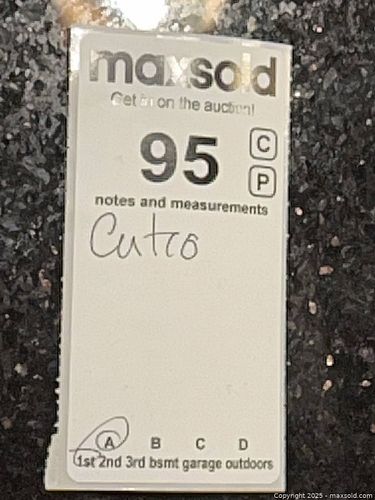 maxsold
Get in on the auction!
95
C
P
notes and measurements
Cutco
A B C D
1st 2nd 3rd bsmt garage outdoors
Copyright 2025 - maxsold.com